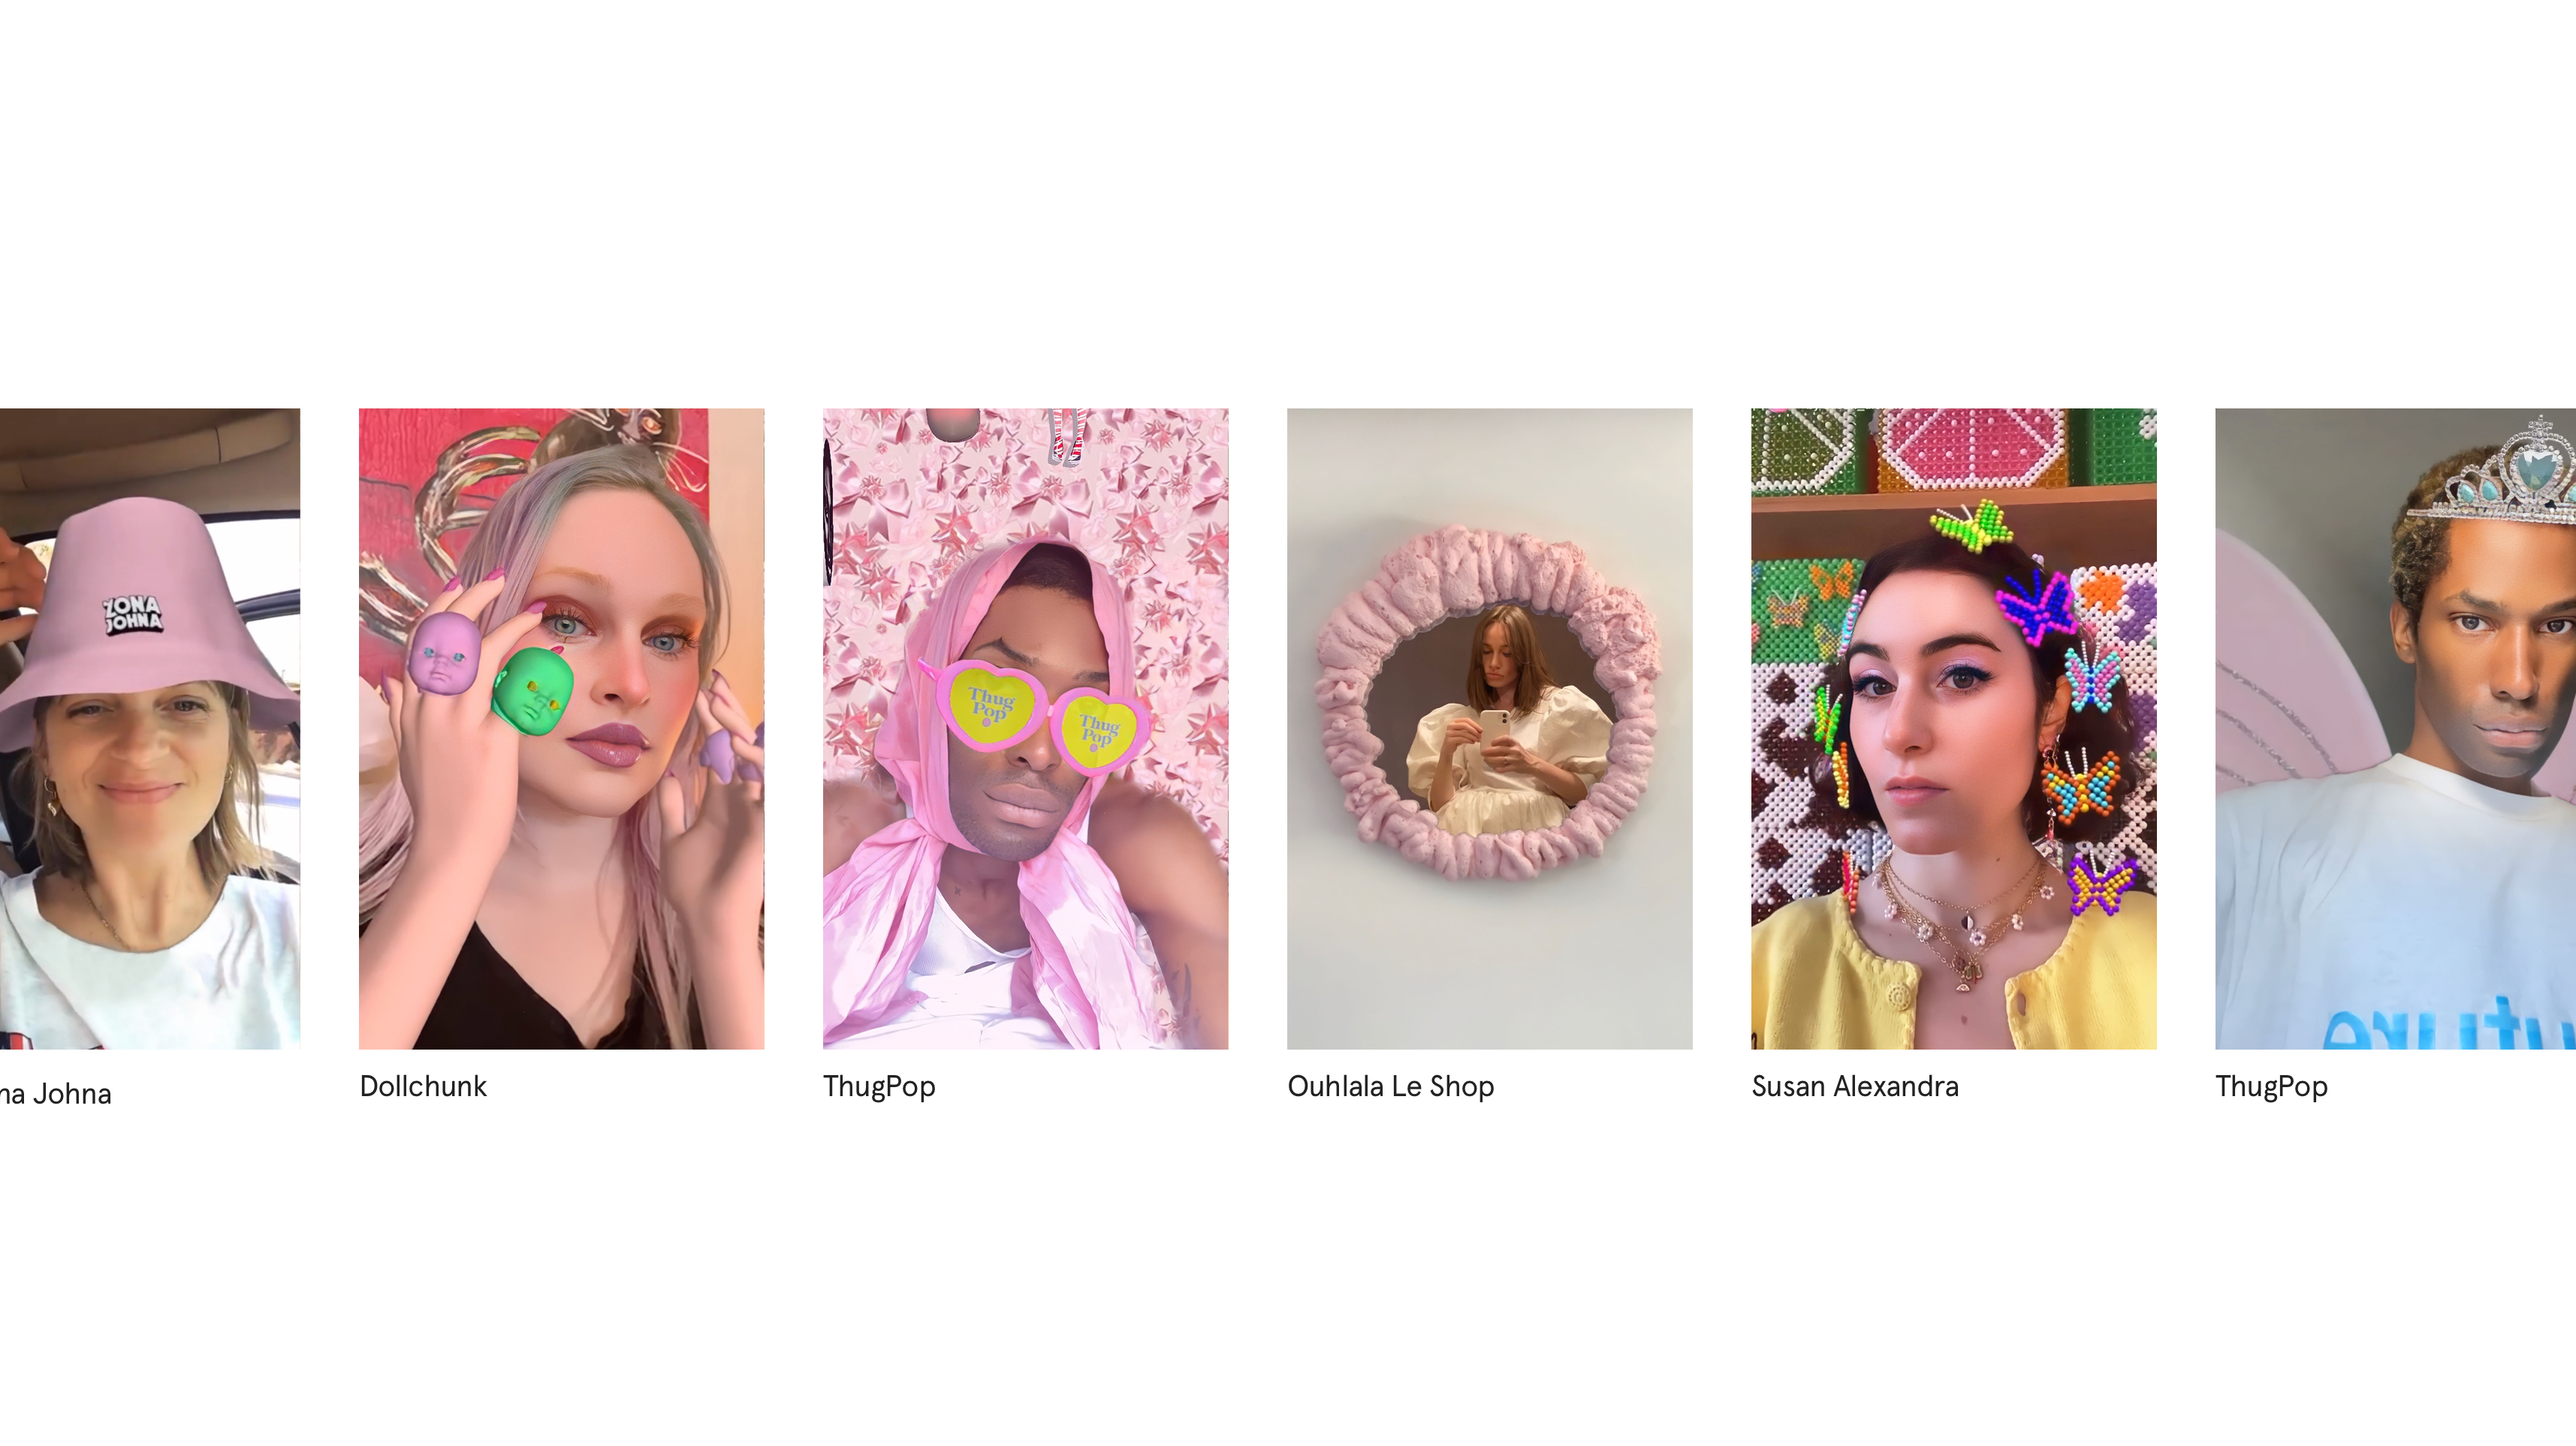 ZONA
JOHNA
Thug
Pop
Thug
Pop
na Johna
Dollchunk
ThugPop
Ouhlala Le Shop
Susan Alexandra
ThugPop